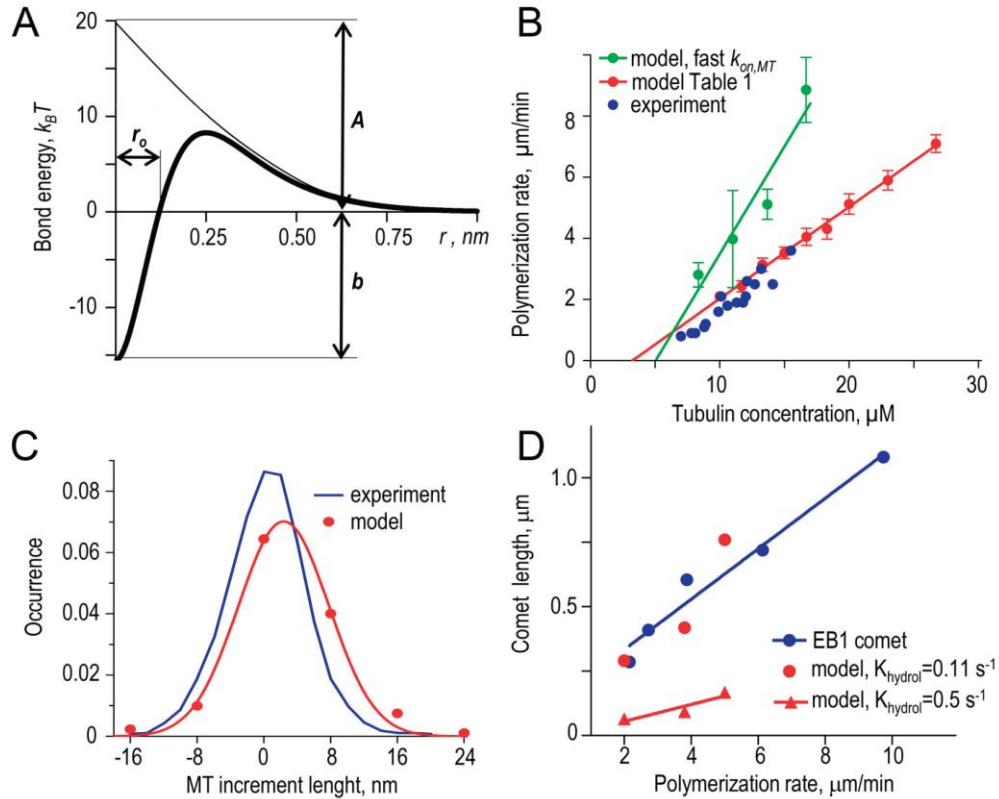 A
20
10
0
-10
Bond energy, kBT
r₀
A
b
0.25
0.50
0.75
r , nm
B
model, fast kon,MT
model Table 1
experiment
8
6
4
2
0
Polymerization rate, μm/min
0
10
20
30
Tubulin concentration, μM
C
0.08
0.06
0.04
0.02
0
Occurrence
experiment
model
-16
-8
0
8
16
24
MT increment lenght, nm
D
1.0
0.5
0
Comet length, μm
EB1 comet
model, Khydrol=0.11 s⁻¹
model, Khydrol=0.5 s⁻¹
2
4
6
8
10
Polymerization rate, μm/min